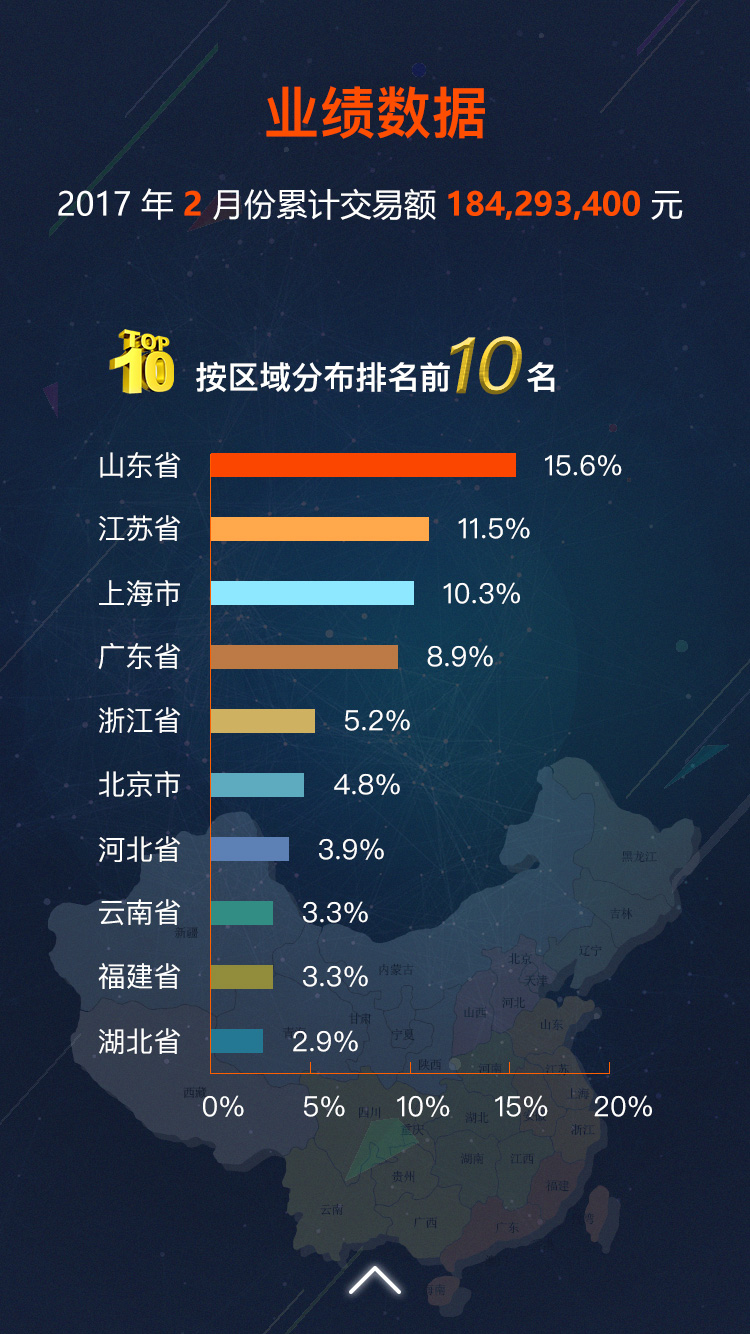 业绩数据
2017 年 2 月份累计交易额 184,293,400 元
TOP
10
按区域分布排名前10名
山东省 15.6%
江苏省 11.5%
上海市 10.3%
广东省 8.9%
浙江省 5.2%
北京市 4.8%
河北省 3.9%
云南省 3.3%
福建省 3.3%
湖北省 2.9%
0% 5% 10% 15% 20%
黑龙江
吉林
辽宁
新疆
内蒙古
北京
天津
河北
山西
山东
甘肃
宁夏
陕西
河南
江苏
西藏
四川
重庆
湖北
上海
浙江
湖南
江西
贵州
福建
云南
广西
广东